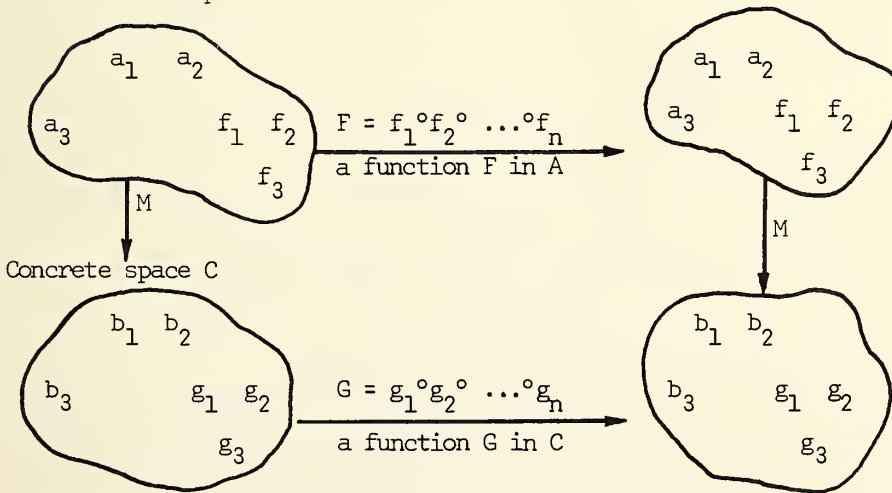 a₁ a₂
a₃ f₁ f₂
f₃
F = f₁°f₂° ...°fₙ
a function F in A
a₁ a₂
a₃ f₁ f₂
f₃
M
M
Concrete space C
b₁ b₂
b₃ g₁ g₂
g₃
G = g₁°g₂° ...°gₙ
a function G in C
b₁ b₂
b₃ g₁ g₂
g₃